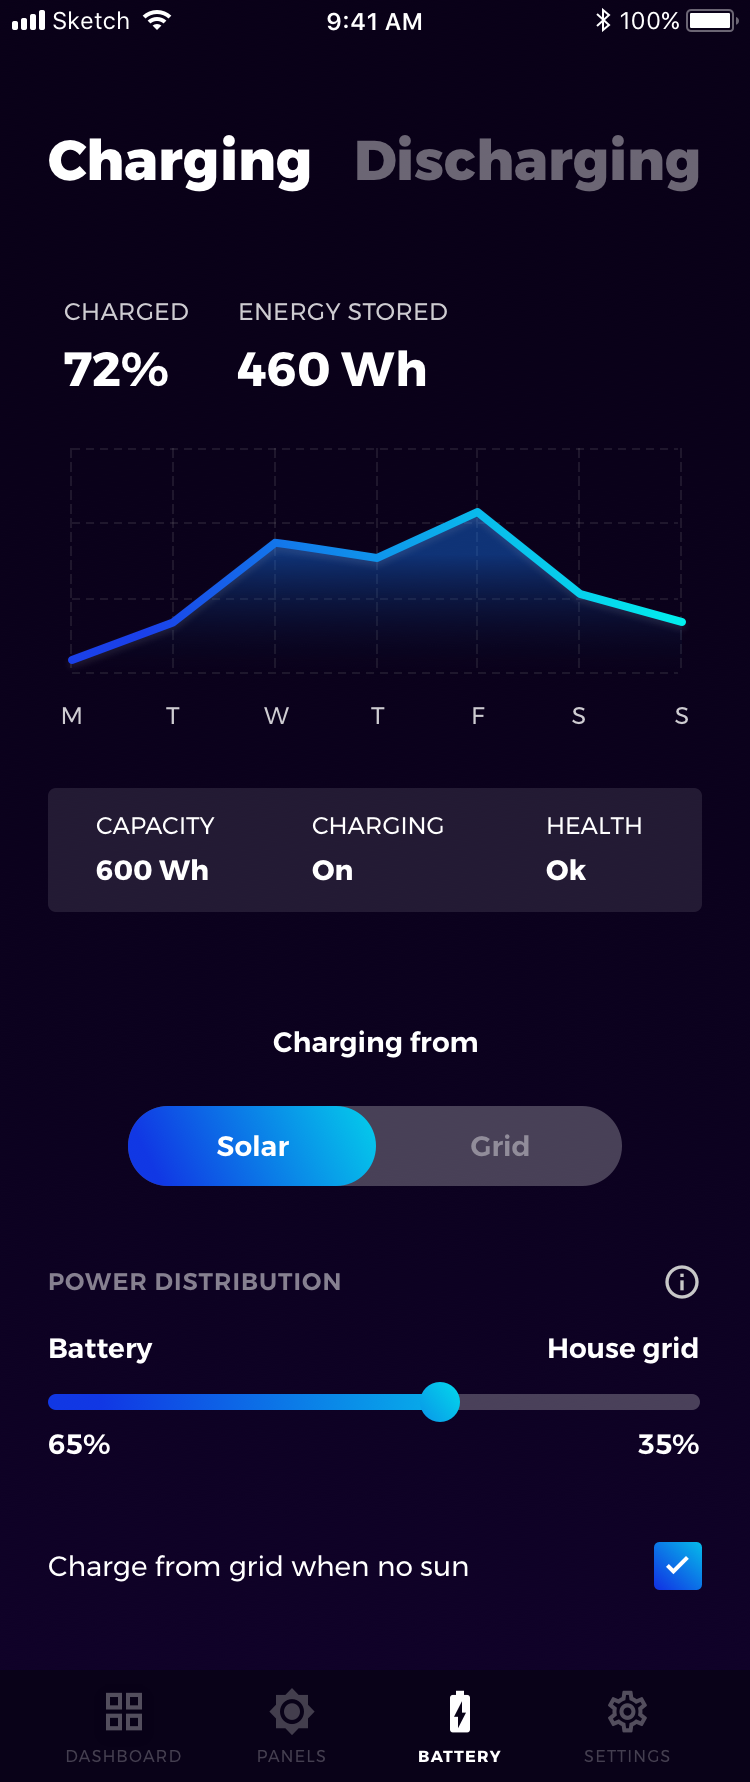 Sketch 9:41 AM 100%
Charging Discharging
CHARGED ENERGY STORED
72% 460 Wh
M T W T F S S
CAPACITY CHARGING HEALTH
600 Wh On Ok
Charging from
Solar Grid
POWER DISTRIBUTION
Battery House grid
65% 35%
Charge from grid when no sun
DASHBOARD PANELS BATTERY SETTINGS